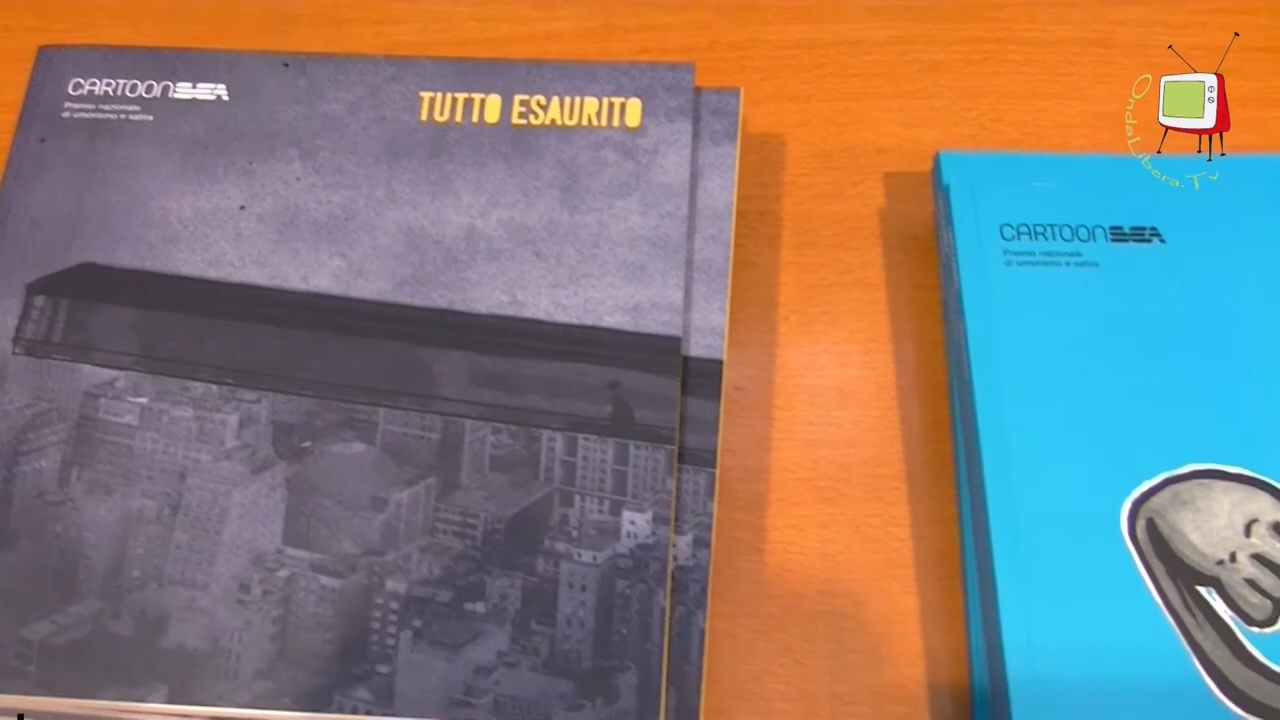 CARTOONSEA
Premio nazionale
di umorismo e satira
TUTTO ESAURITO
CARTOONSEA
Premio nazionale
di umorismo e satira
OndaLibera.Tv